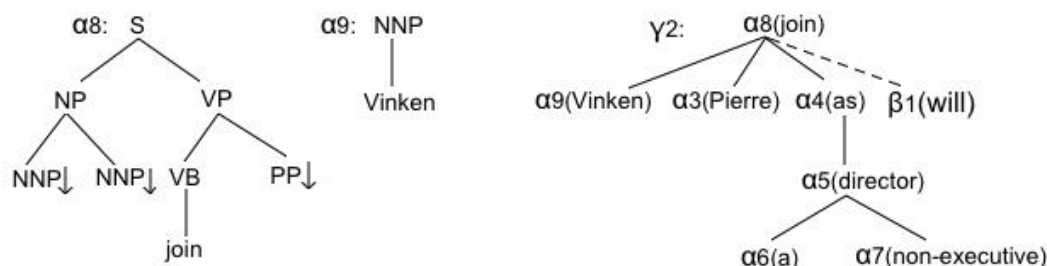 α8: S
α9: NNP
γ2: α8(join)
NP VP
Vinken
α9(Vinken) α3(Pierre) α4(as) β1(will)
NNP↓ NNP↓ VB PP↓
α5(director)
join
α6(a) α7(non-executive)